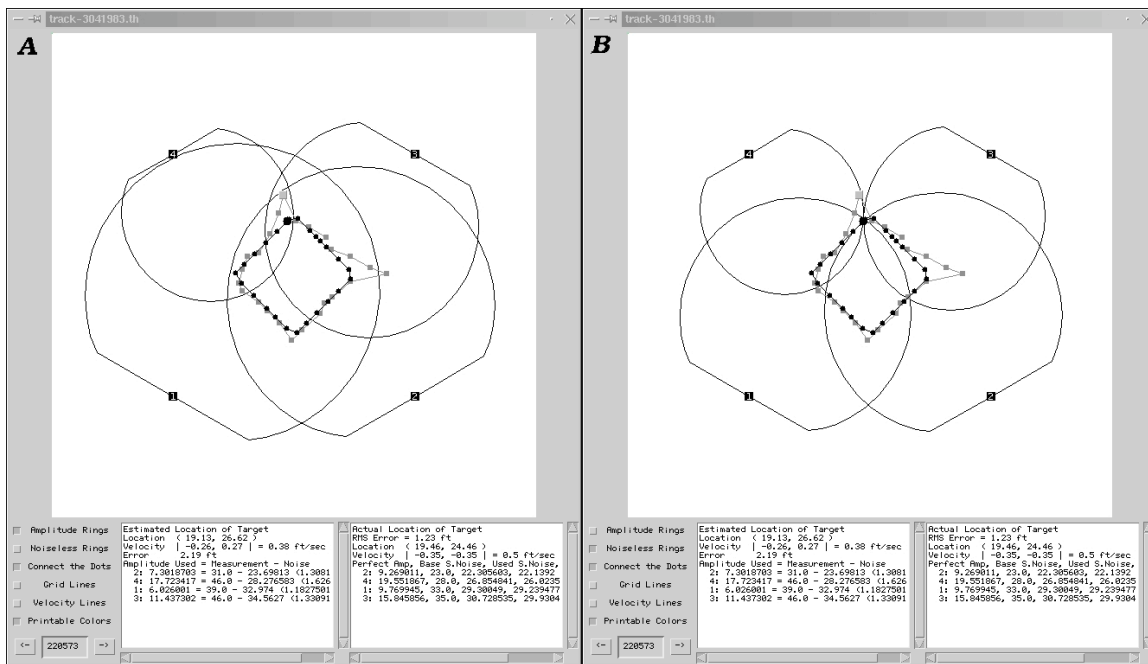 track-3041983.th
A
4
3
1
2
Amplitude Rings
Noiseless Rings
Connect the Dots
Grid Lines
Velocity Lines
Printable Colors
<- 220573 ->
Estimated Location of Target
Location ( 19.13, 26.62 )
Velocity | -0.26, 0.27 | = 0.38 ft/sec
Error 2.19 ft
Amplitude Used = Measurement - Noise
2: 7.3018703 = 31.0 - 23.69813 (1.3081
4: 17.723417 = 46.0 - 28.276583 (1.626
1: 6.026001 = 39.0 - 32.974 (1.1827501
3: 11.437302 = 46.0 - 34.5627 (1.33091
Actual Location of Target
RMS Error = 1.23 ft
Location ( 19.46, 24.46 )
Velocity | -0.35, -0.35 | = 0.5 ft/sec
Perfect Amp, Base S.Noise, Used S.Noise,
2: 9.269011, 23.0, 22.305603, 22.1392
4: 19.551867, 28.0, 26.854841, 26.0235
1: 9.769945, 33.0, 29.30049, 29.239477
3: 15.845856, 35.0, 30.728535, 29.9304
track-3041983.th
B
4
3
1
2
Amplitude Rings
Noiseless Rings
Connect the Dots
Grid Lines
Velocity Lines
Printable Colors
<- 220573 ->
Estimated Location of Target
Location ( 19.13, 26.62 )
Velocity | -0.26, 0.27 | = 0.38 ft/sec
Error 2.19 ft
Amplitude Used = Measurement - Noise
2: 7.3018703 = 31.0 - 23.69813 (1.3081
4: 17.723417 = 46.0 - 28.276583 (1.626
1: 6.026001 = 39.0 - 32.974 (1.1827501
3: 11.437302 = 46.0 - 34.5627 (1.33091
Actual Location of Target
RMS Error = 1.23 ft
Location ( 19.46, 24.46 )
Velocity | -0.35, -0.35 | = 0.5 ft/sec
Perfect Amp, Base S.Noise, Used S.Noise,
2: 9.269011, 23.0, 22.305603, 22.1392
4: 19.551867, 28.0, 26.854841, 26.0235
1: 9.769945, 33.0, 29.30049, 29.239477
3: 15.845856, 35.0, 30.728535, 29.9304